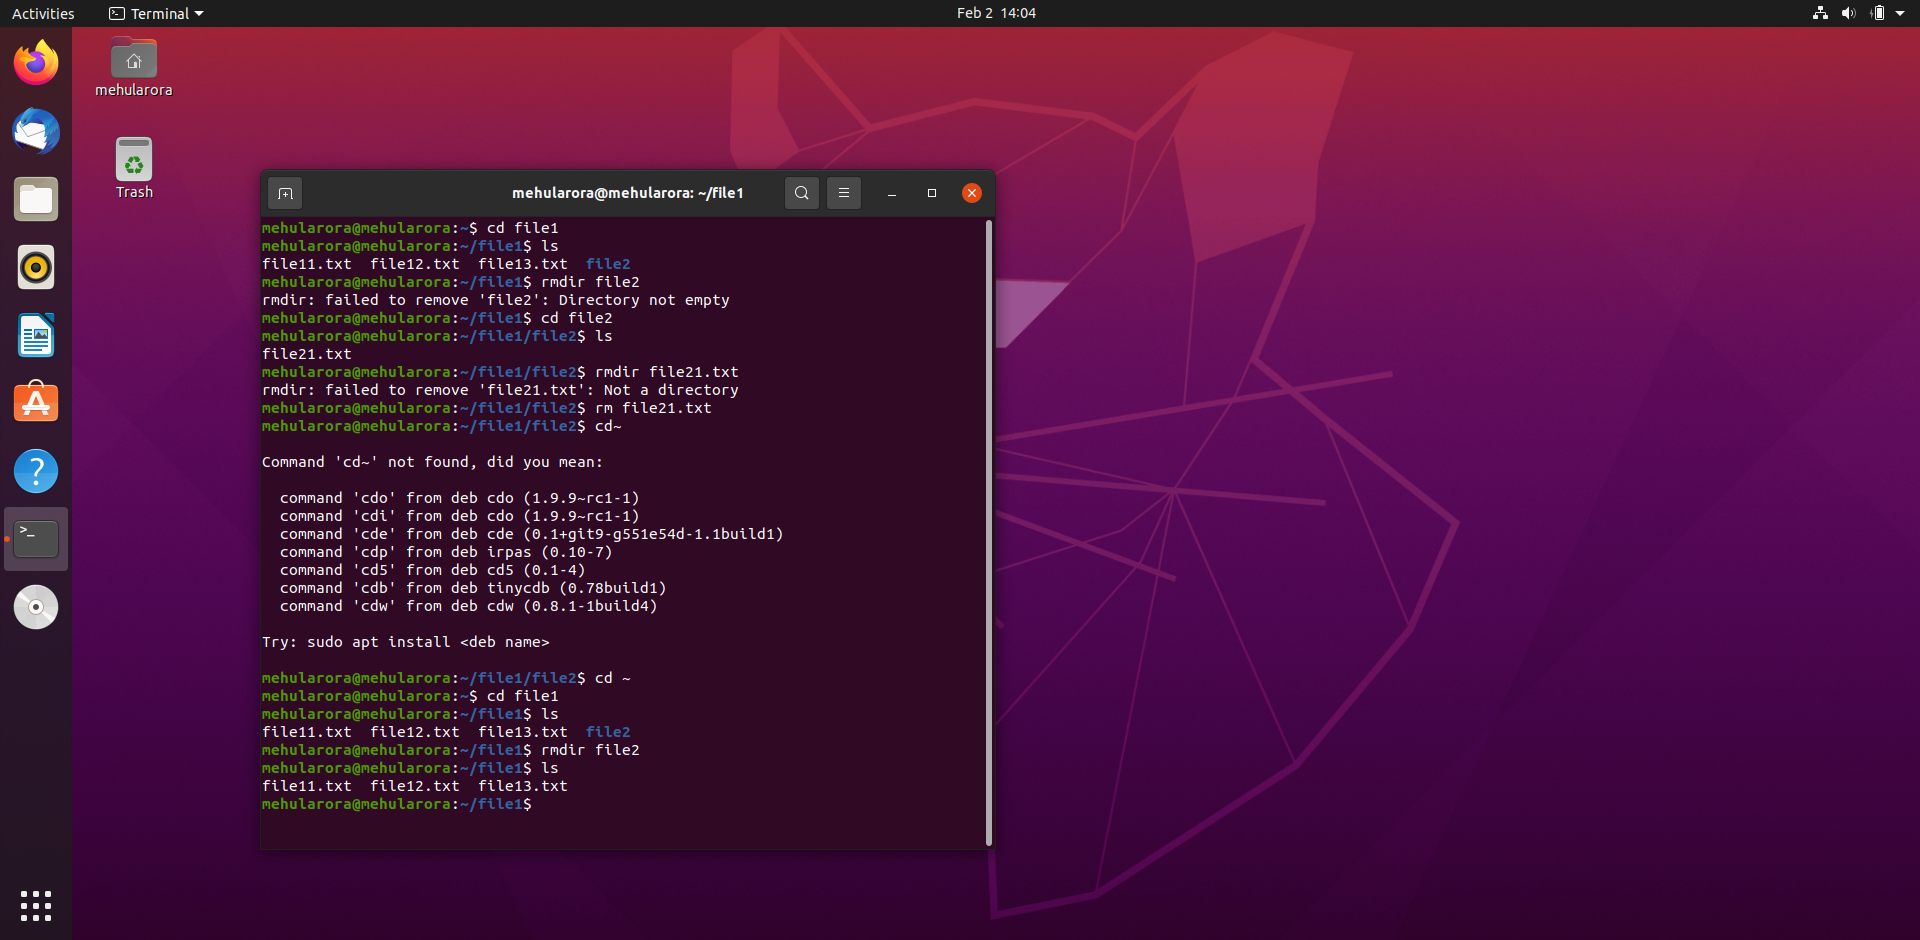 Activities
Terminal
Feb 2 14:04
mehularora
Trash
mehularora@mehularora: ~/file1
mehularora@mehularora:~$ cd file1
mehularora@mehularora:~/file1$ ls
file11.txt  file12.txt  file13.txt  file2
mehularora@mehularora:~/file1$ rmdir file2
rmdir: failed to remove 'file2': Directory not empty
mehularora@mehularora:~/file1$ cd file2
mehularora@mehularora:~/file1/file2$ ls
file21.txt
mehularora@mehularora:~/file1/file2$ rmdir file21.txt
rmdir: failed to remove 'file21.txt': Not a directory
mehularora@mehularora:~/file1/file2$ rm file21.txt
mehularora@mehularora:~/file1/file2$ cd~
Command 'cd~' not found, did you mean:
command 'cdo' from deb cdo (1.9.9~rc1-1)
command 'cdi' from deb cdo (1.9.9~rc1-1)
command 'cde' from deb cde (0.1+git9-g551e54d-1.1build1)
command 'cdp' from deb irpas (0.10-7)
command 'cd5' from deb cd5 (0.1-4)
command 'cdb' from deb tinycdb (0.78build1)
command 'cdw' from deb cdw (0.8.1-1build4)
Try: sudo apt install <deb name>
mehularora@mehularora:~/file1/file2$ cd ~
mehularora@mehularora:~$ cd file1
mehularora@mehularora:~/file1$ ls
file11.txt  file12.txt  file13.txt  file2
mehularora@mehularora:~/file1$ rmdir file2
mehularora@mehularora:~/file1$ ls
file11.txt  file12.txt  file13.txt
mehularora@mehularora:~/file1$